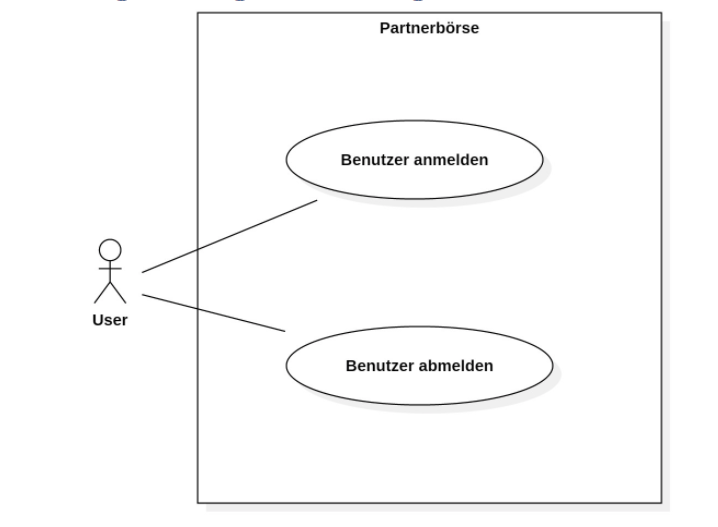 Partnerbörse
Benutzer anmelden
User
Benutzer abmelden